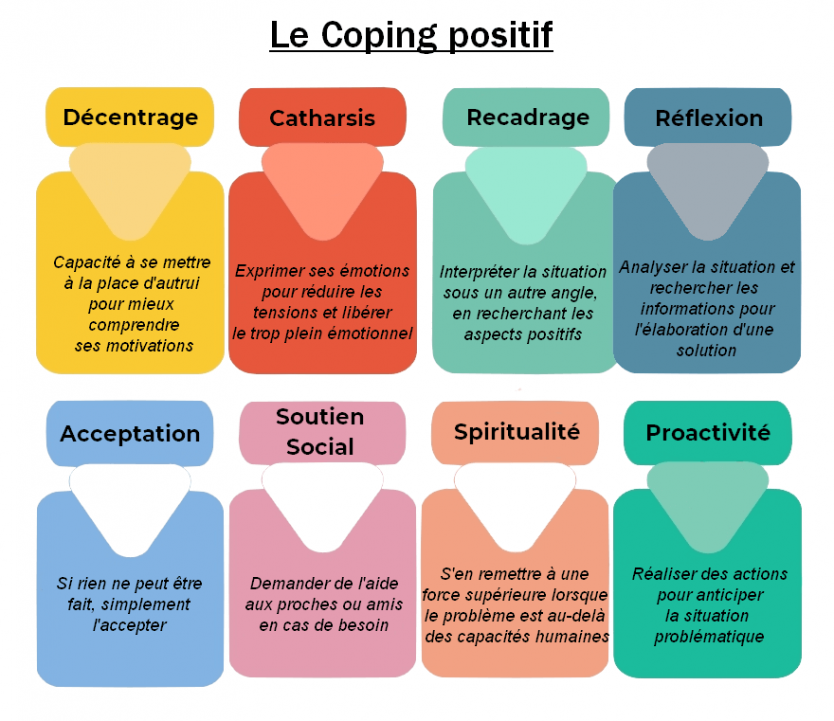 Le Coping positif
Décentrage
Capacité à se mettre
à la place d'autrui
pour mieux
comprendre
ses motivations
Catharsis
Exprimer ses émotions
pour réduire les
tensions et libérer
le trop plein émotionnel
Recadrage
Interpréter la situation
sous un autre angle,
en recherchant les
aspects positifs
Réflexion
Analyser la situation et
rechercher les
informations pour
l'élaboration d'une
solution
Acceptation
Si rien ne peut être
fait, simplement
l'accepter
Soutien
Social
Demander de l'aide
aux proches ou amis
en cas de besoin
Spiritualité
S'en remettre à une
force supérieure lorsque
le problème est au-delà
des capacités humaines
Proactivité
Réaliser des actions
pour anticiper
la situation
problématique